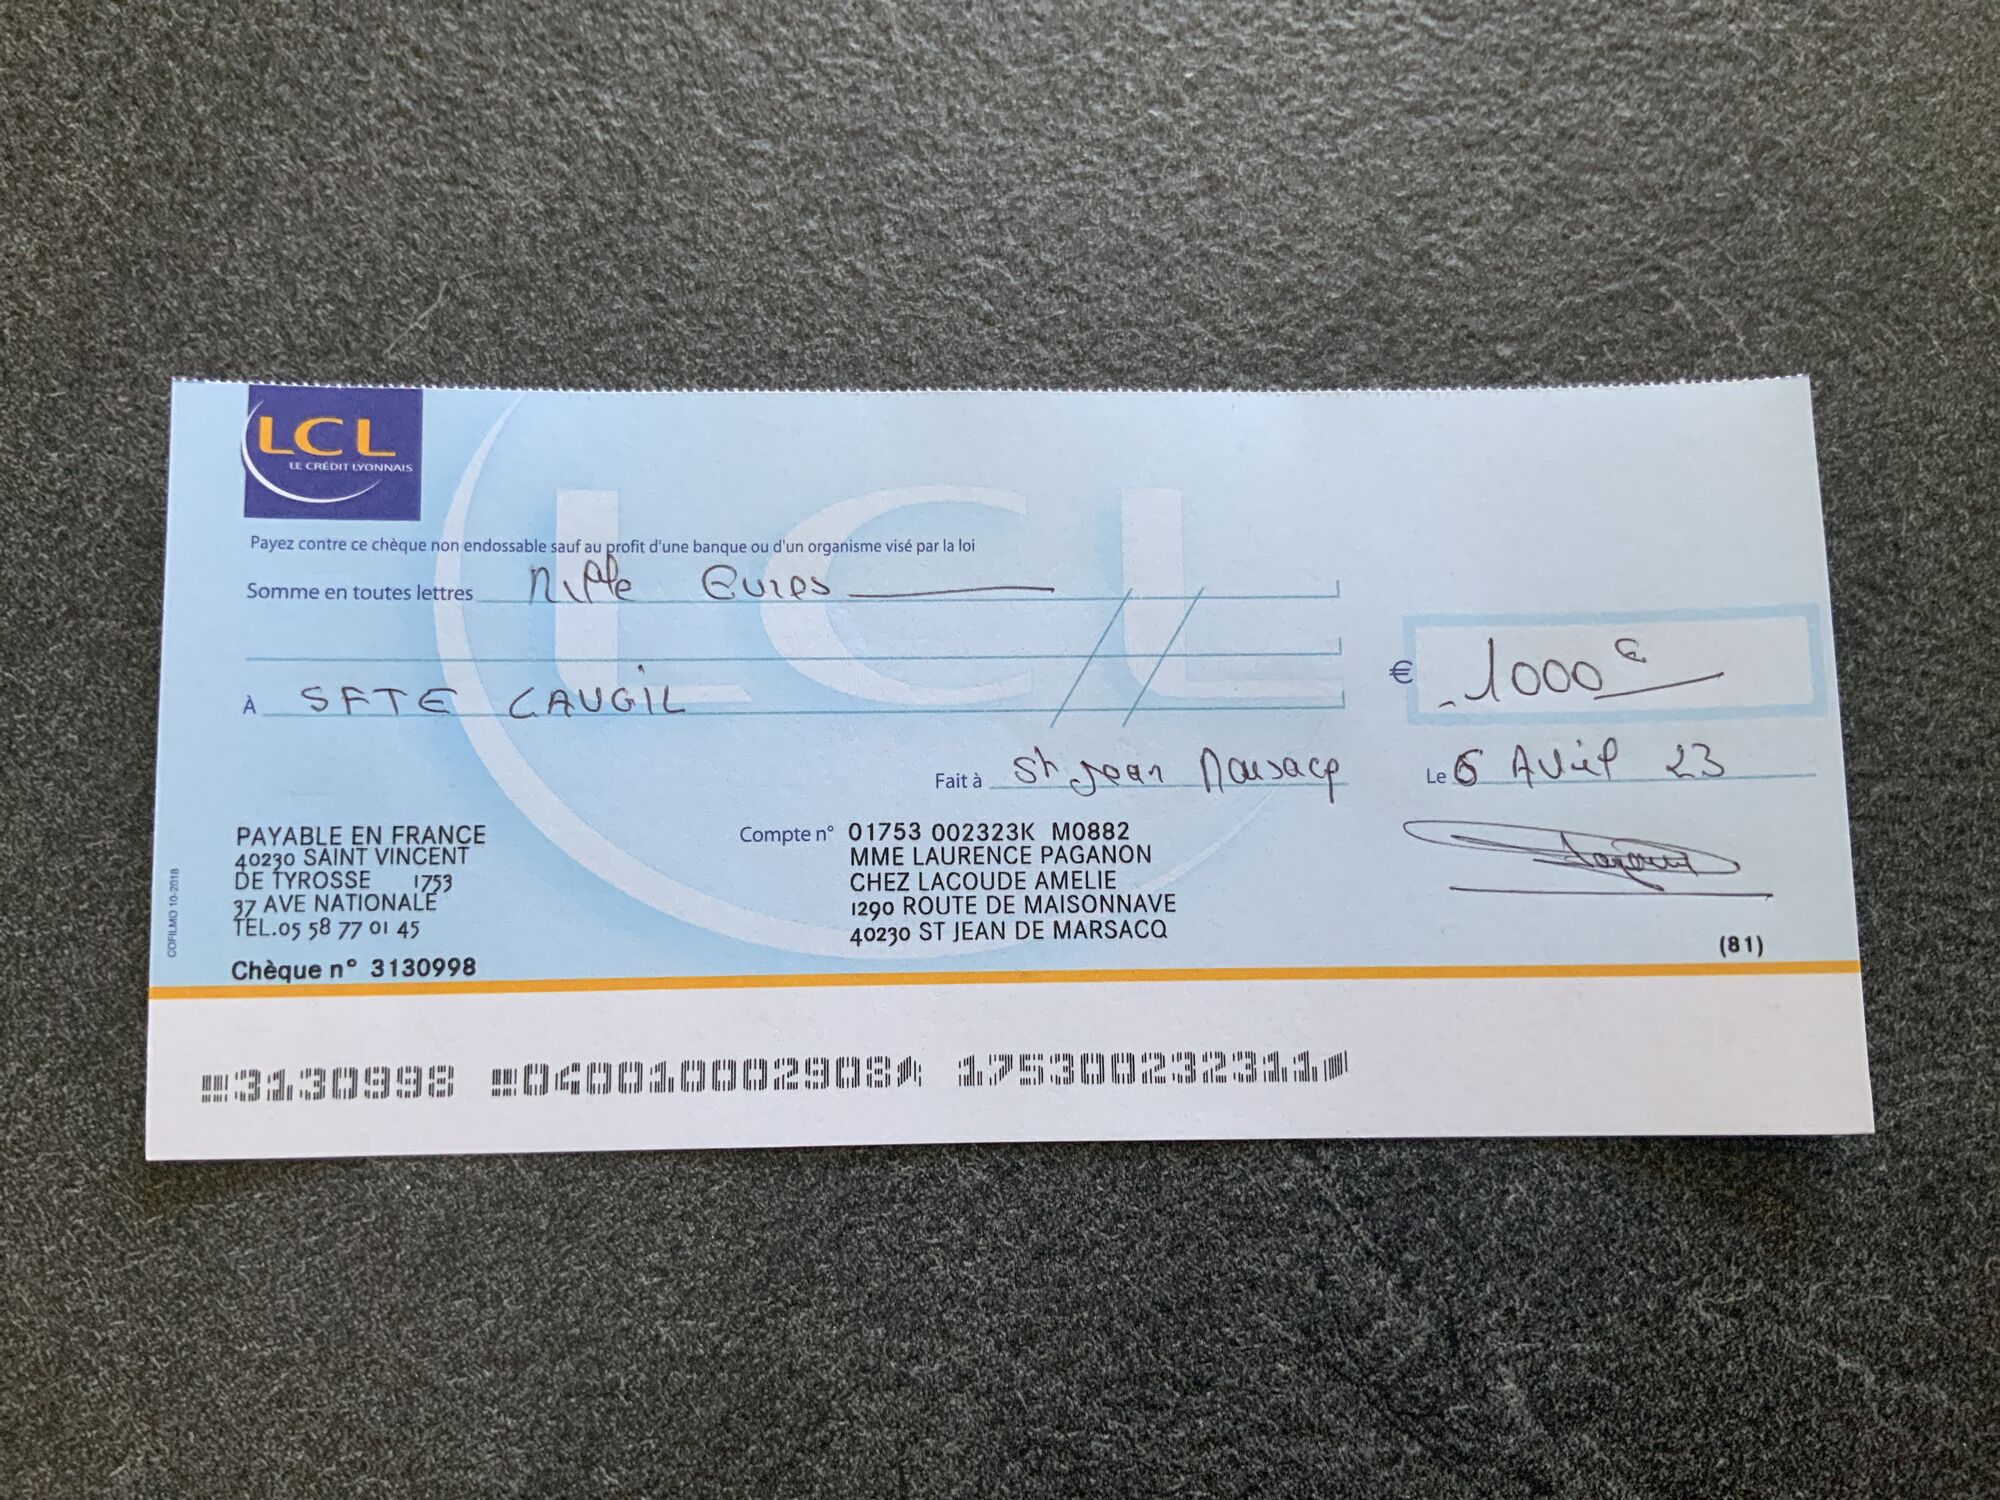 LCL
LE CRÉDIT LYONNAIS
LCL
Payez contre ce chèque non endossable sauf au profit d'une banque ou d'un organisme visé par la loi
Somme en toutes lettres Mille Euros
À SFTE CAUGIL
€ 1000 €
Fait à St Jean Marsacq Le 6 Avril 23
PAYABLE EN FRANCE
40230 SAINT VINCENT
DE TYROSSE 1753
37 AVE NATIONALE
TEL.05 58 77 01 45
Chèque n° 3130998
Compte n° 01753 002323K M0882
MME LAURENCE PAGANON
CHEZ LACOUDE AMELIE
1290 ROUTE DE MAISONNAVE
40230 ST JEAN DE MARSACQ
(81)
COFILMO 10-2018
3130998 040010002908 175300232311